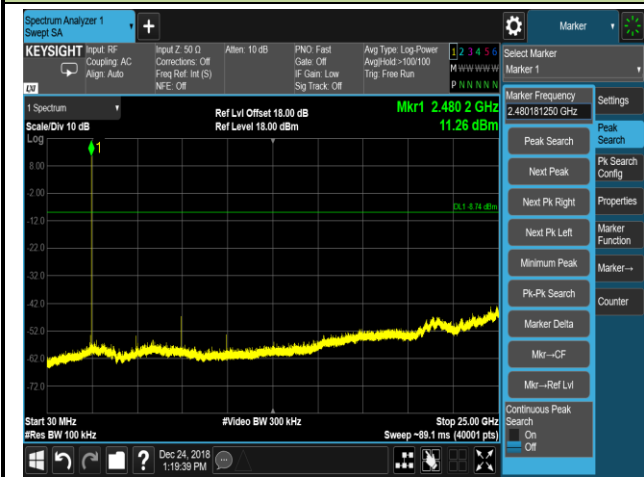 Spectrum Analyzer 1
Swept SA
Marker
KEYSIGHT
Input: RF
Coupling: AC
Align: Auto
Input Z: 50 Ω
Corrections: Off
Freq Ref: Int (S)
NFE: Off
Atten: 10 dB
PNO: Fast
Gate: Off
IF Gain: Low
Sig Track: Off
Avg Type: Log-Power
Avg|Hold:>100/100
Trig: Free Run
1 2 3 4 5 6
M W W W W W
P N N N N N
LXI
Select Marker
Marker 1
1 Spectrum
Scale/Div 10 dB
Log
Ref Lvl Offset 18.00 dB
Ref Level 18.00 dBm
Mkr1 2.480 2 GHz
11.26 dBm
1
8.00
-2.00
-12.0
-22.0
-32.0
-42.0
-52.0
-62.0
-72.0
DL1 -8.74 dBm
Start 30 MHz
#Res BW 100 kHz
#Video BW 300 kHz
Stop 25.00 GHz
Sweep ~89.1 ms (40001 pts)
Marker Frequency
2.480181250 GHz
Peak Search
Next Peak
Next Pk Right
Next Pk Left
Minimum Peak
Pk-Pk Search
Marker Delta
Mkr→CF
Mkr→Ref Lvl
Continuous Peak
Search
On
Off
Settings
Peak
Search
Pk Search
Config
Properties
Marker
Function
Marker→
Counter
?
Dec 24, 2018
1:19:39 PM